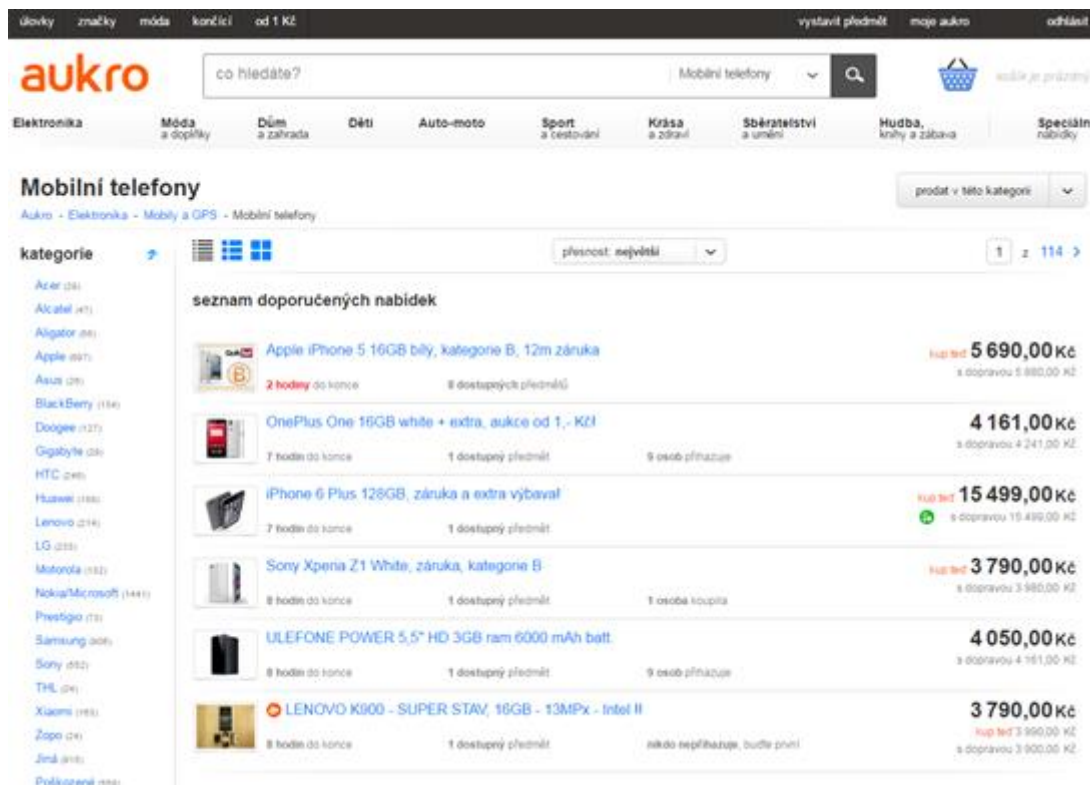 úlovky značky móda končící od 1 Kč vystavit předmět moje aukro odhlásit
aukro co hledáte? Mobilní telefony košík je prázdný
Elektronika Móda Dům Děti Auto-moto Sport Krása Sběratelství Hudba, Speciáln
a doplňky a zahrada a cestování a zdraví a umění knihy a zábava nabídky
Mobilní telefony prodat v této kategorii
Aukro - Elektronika - Mobily a GPS - Mobilní telefony
kategorie přesnost: největší 1 z 114 >
Acer
Alcatel (47)
seznam doporučených nabídek
Aligator
Apple
Asus
BlackBerry
Doogee (127)
Gigabyte
HTC
Huawei
Lenovo
LG
Motorola
Nokia/Microsoft (1441)
Prestigio
Samsung
Sony
THL
Xiaomi
Zopo
Jiná
Poškozené
Apple iPhone 5 16GB bílý, kategorie B, 12m záruka kup teď 5 690,00 Kč
2 hodiny do konce 8 dostupných předmětů s dopravou
OnePlus One 16GB white + extra, aukce od 1,- Kč! 4 161,00 Kč
7 hodin do konce 1 dostupný předmět 9 osob přihazuje s dopravou 4 241,00 Kč
iPhone 6 Plus 128GB, záruka a extra výbava! kup teď 15 499,00 Kč
7 hodin do konce 1 dostupný předmět s dopravou 15 499,00 Kč
Sony Xperia Z1 White, záruka, kategorie B kup teď 3 790,00 Kč
8 hodin do konce 1 dostupný předmět 1 osoba koupila s dopravou
ULEFONE POWER 5,5" HD 3GB ram 6000 mAh batt. 4 050,00 Kč
8 hodin do konce 1 dostupný předmět 9 osob přihazuje s dopravou 4 161,00 Kč
LENOVO K900 - SUPER STAV, 16GB - 13MPx - Intel II 3 790,00 Kč
kup teď 3 990,00 Kč
8 hodin do konce 1 dostupný předmět nikdo nepřihazuje, buďte první s dopravou 3 900,00 Kč